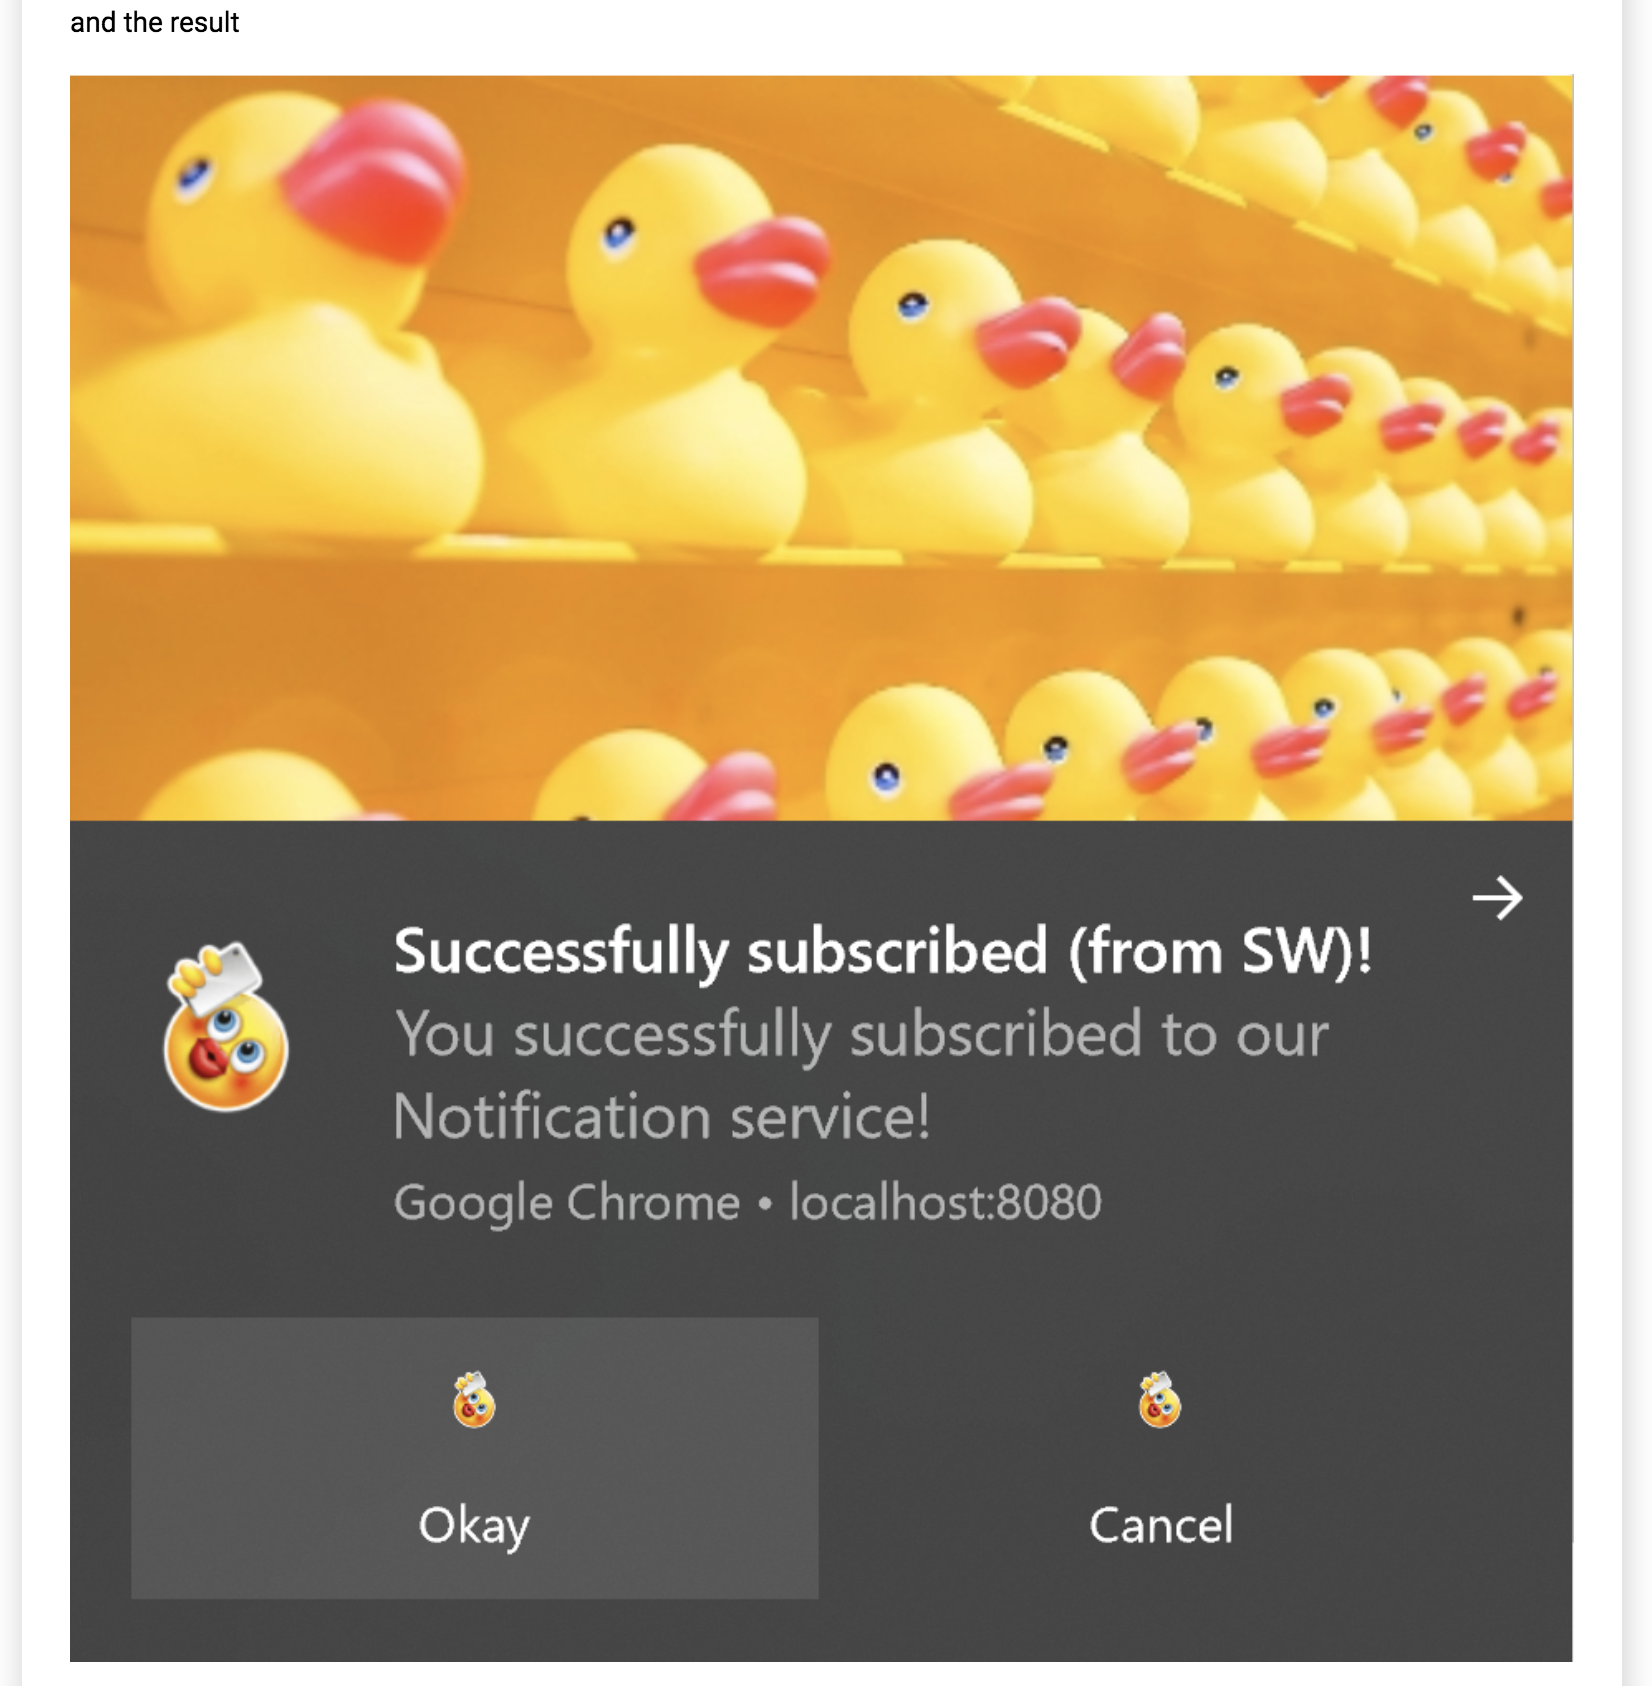 and the result
Successfully subscribed (from SW)!
You successfully subscribed to our
Notification service!
Google Chrome • localhost:8080
Okay
Cancel